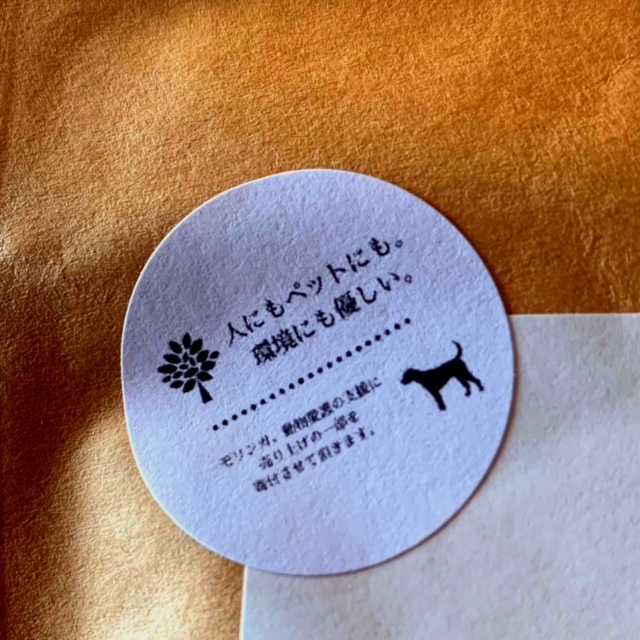 人にもペットにも。
環境にも優しい。
モリンガ、動物愛護の支援に
売り上げの一部を
寄付させて頂きます。